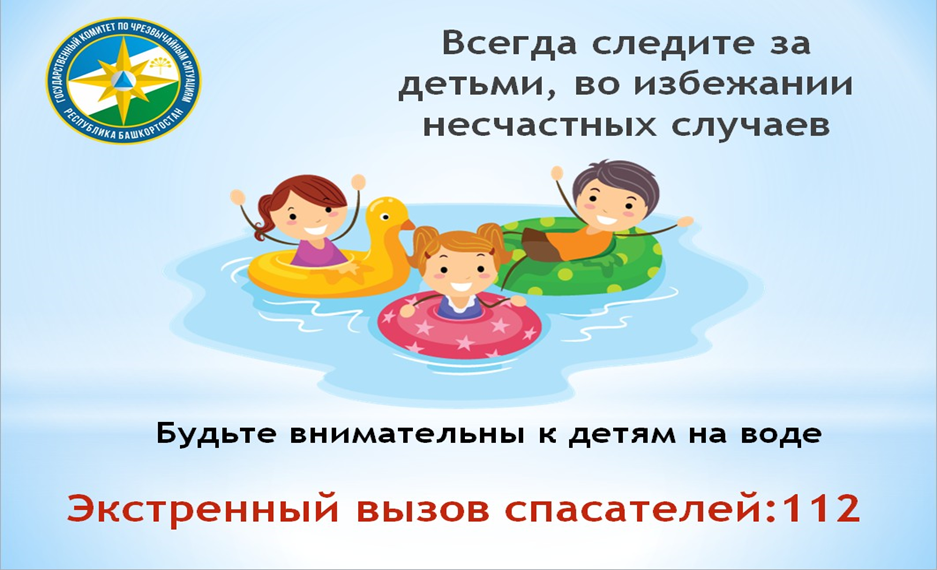 ГОСУДАРСТВЕННЫЙ КОМИТЕТ ПО ЧРЕЗВЫЧАЙНЫМ СИТУАЦИЯМ
РЕСПУБЛИКА БАШКОРТОСТАН
Всегда следите за
детьми, во избежании
несчастных случаев
Будьте внимательны к детям на воде
Экстренный вызов спасателей:112